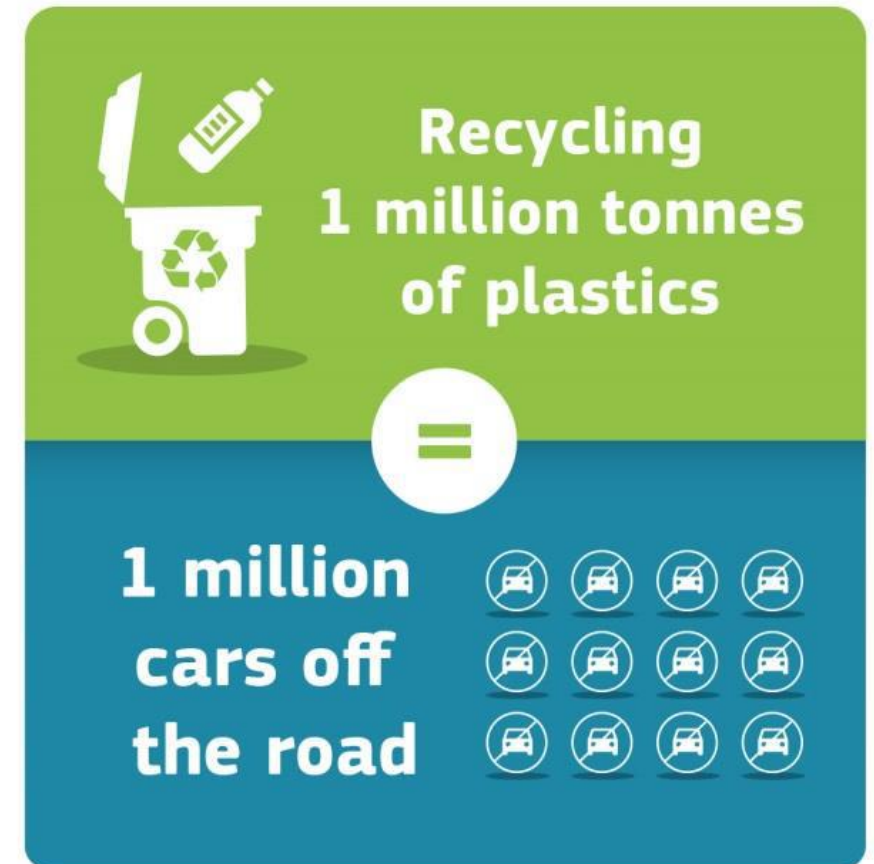 Recycling
1 million tonnes
of plastics
=
1 million
cars off
the road